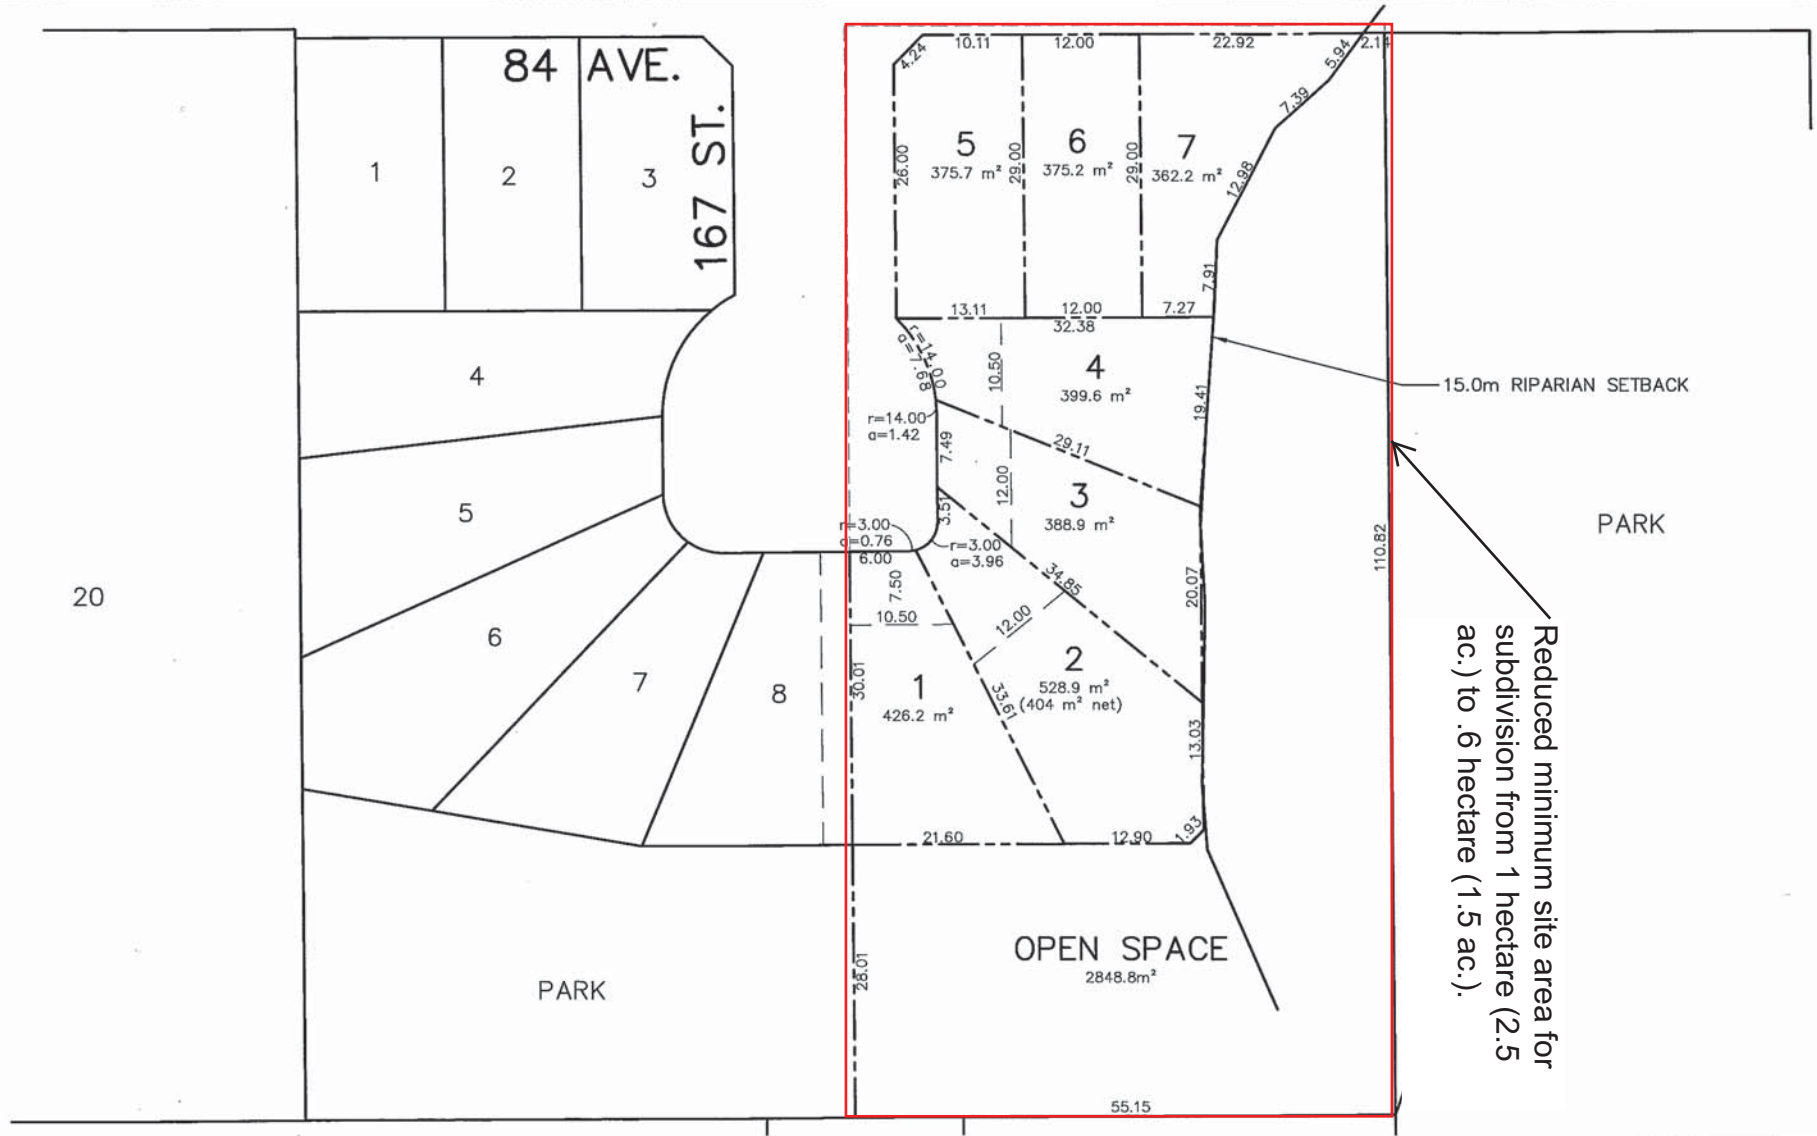 84 AVE.
167 ST.
1
2
3
4
5
6
7
8
20
PARK
4.24
10.11
12.00
22.92
2.14
5.94
7.39
12.98
7.91
26.00
5
375.7 m²
29.00
6
375.2 m²
29.00
7
362.2 m²
13.11
12.00
7.27
32.38
r=14.00
a=7.68
10.50
4
399.6 m²
19.41
15.0m RIPARIAN SETBACK
r=14.00
a=1.42
7.49
29.11
12.00
3
388.9 m²
3.51
r=3.00
a=0.76
6.00
r=3.00
a=3.96
34.85
20.07
110.82
PARK
7.50
10.50
12.00
30.01
1
426.2 m²
33.61
2
528.9 m²
(404 m² net)
13.03
21.60
12.90
1.93
28.01
OPEN SPACE
2848.8m²
55.15
Reduced minimum site area for
subdivision from 1 hectare (2.5
ac.) to .6 hectare (1.5 ac.).